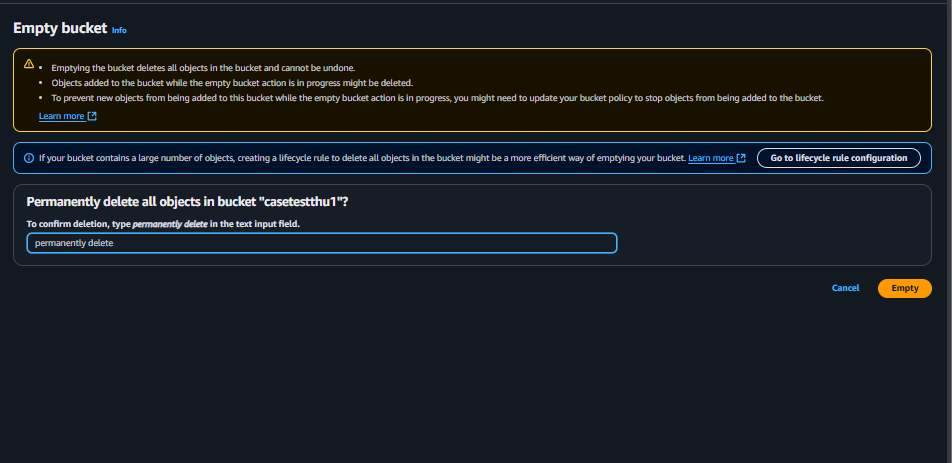 Empty bucket Info
• Emptying the bucket deletes all objects in the bucket and cannot be undone.
• Objects added to the bucket while the empty bucket action is in progress might be deleted.
• To prevent new objects from being added to this bucket while the empty bucket action is in progress, you might need to update your bucket policy to stop objects from being added to the bucket.
Learn more
If your bucket contains a large number of objects, creating a lifecycle rule to delete all objects in the bucket might be a more efficient way of emptying your bucket. Learn more Go to lifecycle rule configuration
Permanently delete all objects in bucket "casetestthu1"?
To confirm deletion, type permanently delete in the text input field.
permanently delete
Cancel Empty